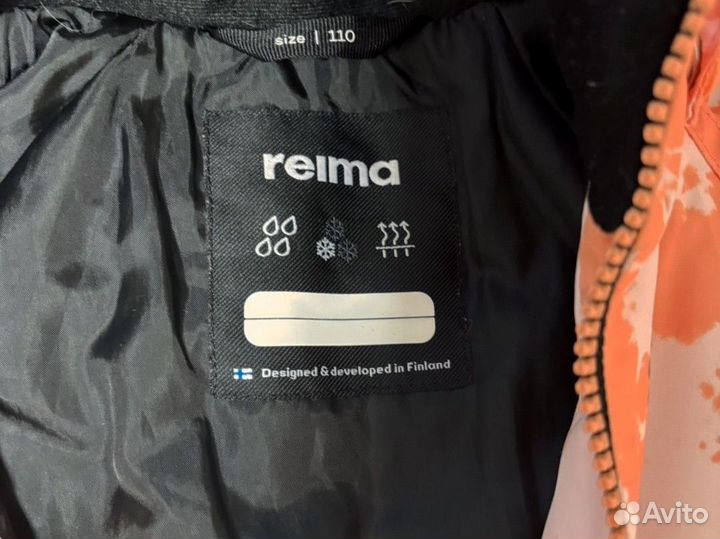 size | 110
reima
Designed & developed in Finland
Avito